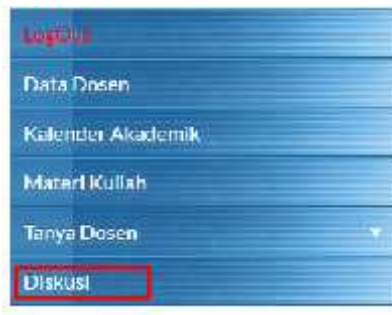 LogOut
Data Dosen
Kalender Akademik
Materi Kuliah
Tanya Dosen
Diskusi